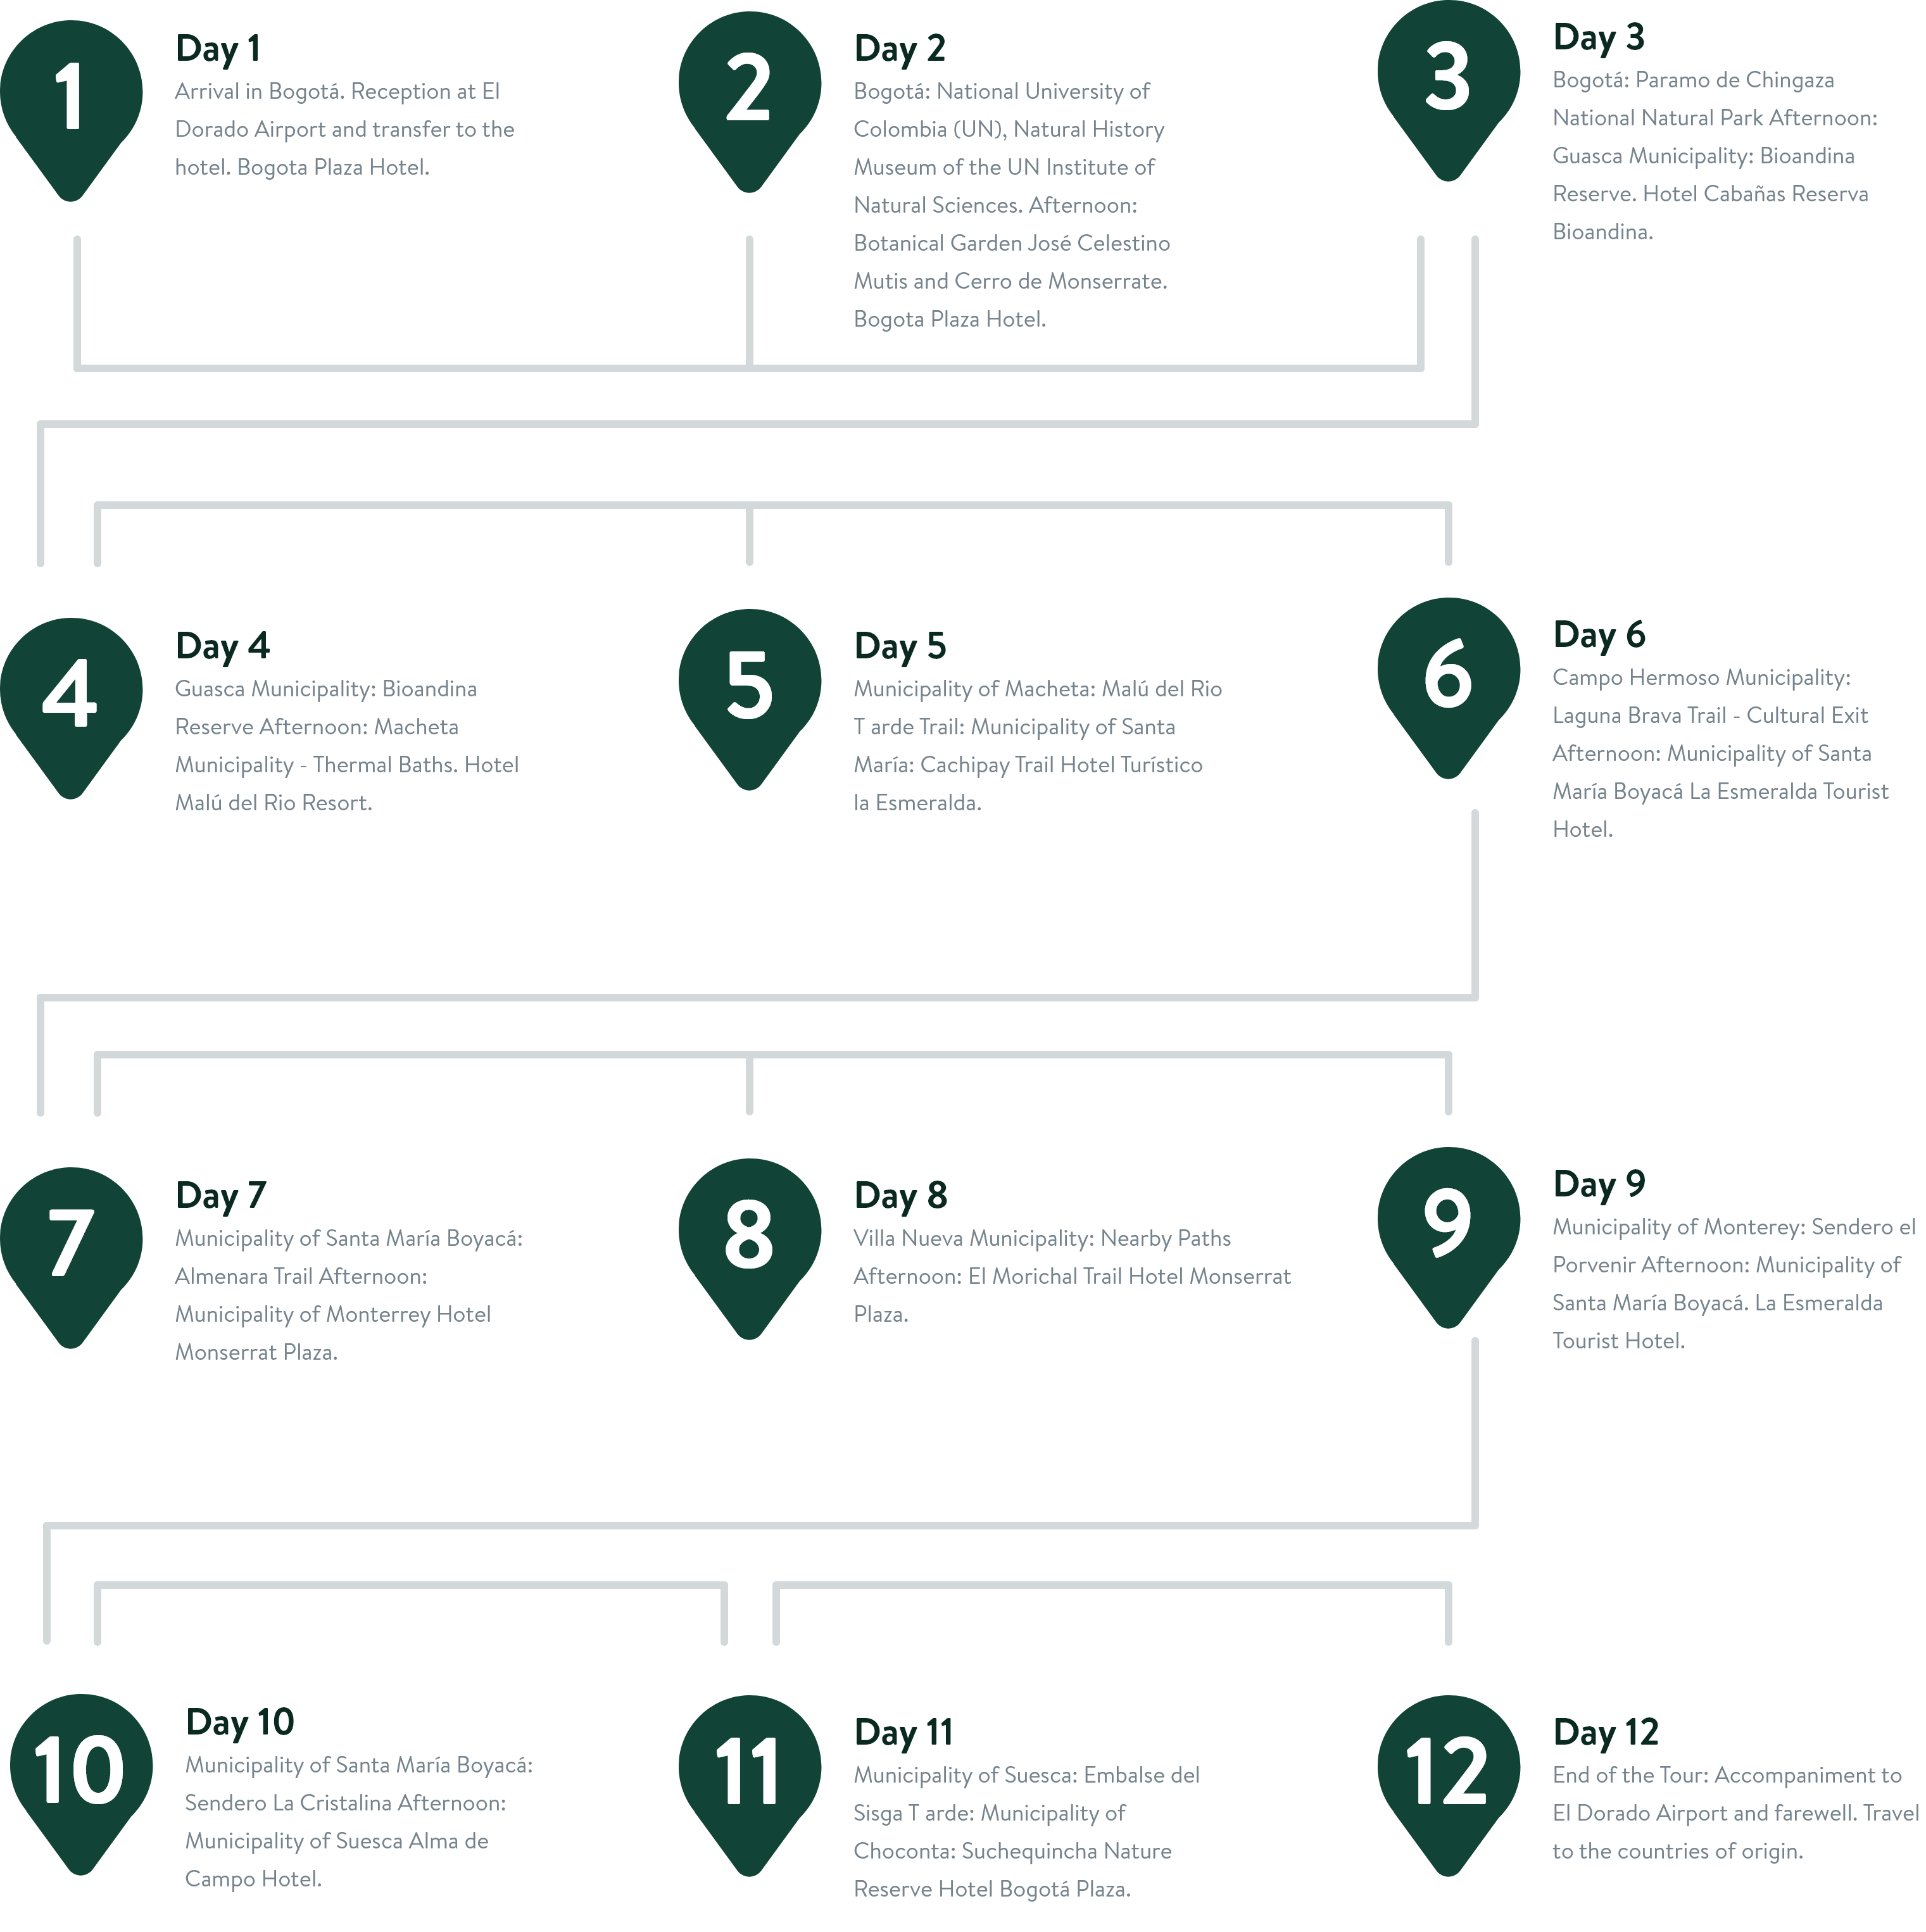 1
Day 1
Arrival in Bogotá. Reception at El
Dorado Airport and transfer to the
hotel. Bogota Plaza Hotel.
2
Day 2
Bogotá: National University of
Colombia (UN), Natural History
Museum of the UN Institute of
Natural Sciences. Afternoon:
Botanical Garden José Celestino
Mutis and Cerro de Monserrate.
Bogota Plaza Hotel.
3
Day 3
Bogotá: Paramo de Chingaza
National Natural Park Afternoon:
Guasca Municipality: Bioandina
Reserve. Hotel Cabañas Reserva
Bioandina.
4
Day 4
Guasca Municipality: Bioandina
Reserve Afternoon: Macheta
Municipality - Thermal Baths. Hotel
Malú del Rio Resort.
5
Day 5
Municipality of Macheta: Malú del Rio
T arde Trail: Municipality of Santa
María: Cachipay Trail Hotel Turístico
la Esmeralda.
6
Day 6
Campo Hermoso Municipality:
Laguna Brava Trail - Cultural Exit
Afternoon: Municipality of Santa
María Boyacá La Esmeralda Tourist
Hotel.
7
Day 7
Municipality of Santa María Boyacá:
Almenara Trail Afternoon:
Municipality of Monterrey Hotel
Monserrat Plaza.
8
Day 8
Villa Nueva Municipality: Nearby Paths
Afternoon: El Morichal Trail Hotel Monserrat
Plaza.
9
Day 9
Municipality of Monterey: Sendero el
Porvenir Afternoon: Municipality of
Santa María Boyacá. La Esmeralda
Tourist Hotel.
10
Day 10
Municipality of Santa María Boyacá:
Sendero La Cristalina Afternoon:
Municipality of Suesca Alma de
Campo Hotel.
11
Day 11
Municipality of Suesca: Embalse del
Sisga T arde: Municipality of
Choconta: Suchequincha Nature
Reserve Hotel Bogotá Plaza.
12
Day 12
End of the Tour: Accompaniment to
El Dorado Airport and farewell. Travel
to the countries of origin.